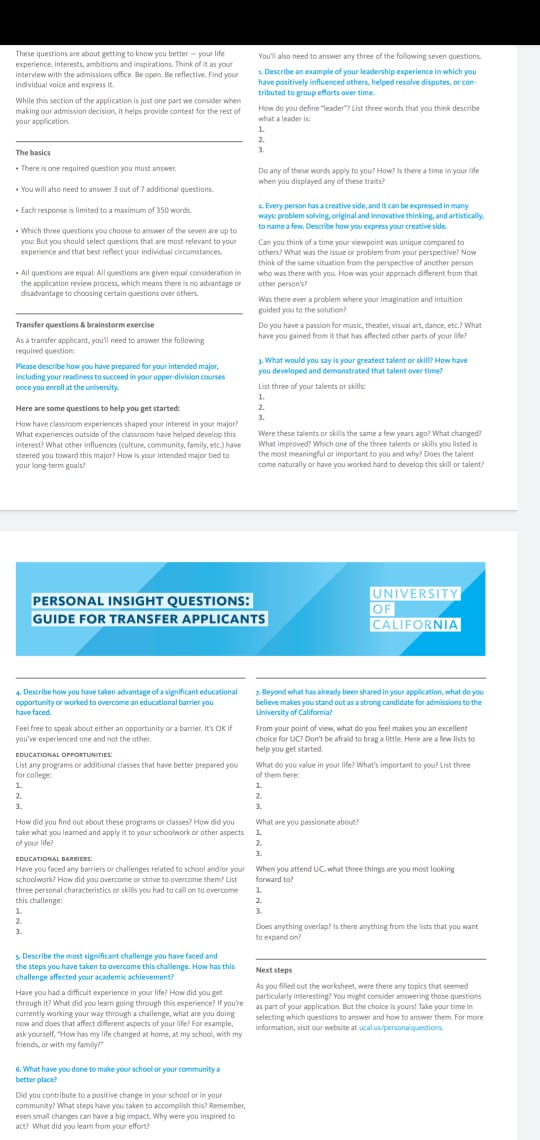 These questions are about getting to know you better — your life
experience, interests, ambitions and inspirations. Think of it as your
interview with the admissions office. Be open. Be reflective. Find your
individual voice and express it.
While this section of the application is just one part we consider when
making our admission decision, it helps provide context for the rest of
your application.
The basics
• There is one required question you must answer.
• You will also need to answer 3 out of 7 additional questions.
• Each response is limited to a maximum of 350 words.
• Which three questions you choose to answer of the seven are up to
you: But you should select questions that are most relevant to your
experience and that best reflect your individual circumstances.
• All questions are equal: All questions are given equal consideration in
the application review process, which means there is no advantage or
disadvantage to choosing certain questions over others.
Transfer questions & brainstorm exercise
As a transfer applicant, you'll need to answer the following
required question:
Please describe how you have prepared for your intended major,
including your readiness to succeed in your upper-division courses
once you enroll at the university.
Here are some questions to help you get started:
How have classroom experiences shaped your interest in your major?
What experiences outside of the classroom have helped develop this
interest? What other influences (culture, community, family, etc.) have
steered you toward this major? How is your intended major tied to
your long-term goals?
You'll also need to answer any three of the following seven questions.
1. Describe an example of your leadership experience in which you
have positively influenced others, helped resolve disputes, or con-
tributed to group efforts over time.
How do you define "leader"? List three words that you think describe
what a leader is:
1.
2.
3.
Do any of these words apply to you? How? Is there a time in your life
when you displayed any of these traits?
2. Every person has a creative side, and it can be expressed in many
ways: problem solving, original and innovative thinking, and artistically,
to name a few. Describe how you express your creative side.
Can you think of a time your viewpoint was unique compared to
others? What was the issue or problem from your perspective? Now
think of the same situation from the perspective of another person
who was there with you. How was your approach different from that
other person's?
Was there ever a problem where your imagination and intuition
guided you to the solution?
Do you have a passion for music, theater, visual art, dance, etc.? What
have you gained from it that has affected other parts of your life?
3. What would you say is your greatest talent or skill? How have
you developed and demonstrated that talent over time?
List three of your talents or skills:
1.
2.
3.
Were these talents or skills the same a few years ago? What changed?
What improved? Which one of the three talents or skills you listed is
the most meaningful or important to you and why? Does the talent
come naturally or have you worked hard to develop this skill or talent?
PERSONAL INSIGHT QUESTIONS:
GUIDE FOR TRANSFER APPLICANTS
UNIVERSITY
OF
CALIFORNIA
4. Describe how you have taken advantage of a significant educational
opportunity or worked to overcome an educational barrier you
have faced.
Feel free to speak about either an opportunity or a barrier. It's OK if
you've experienced one and not the other.
EDUCATIONAL OPPORTUNITIES:
List any programs or additional classes that have better prepared you
for college:
1.
2.
3.
How did you find out about these programs or classes? How did you
take what you learned and apply it to your schoolwork or other aspects
of your life?
EDUCATIONAL BARRIERS:
Have you faced any barriers or challenges related to school and/or your
schoolwork? How did you overcome or strive to overcome them? List
three personal characteristics or skills you had to call on to overcome
this challenge:
1.
2.
3.
5. Describe the most significant challenge you have faced and
the steps you have taken to overcome this challenge. How has this
challenge affected your academic achievement?
Have you had a difficult experience in your life? How did you get
through it? What did you learn going through this experience? If you're
currently working your way through a challenge, what are you doing
now and does that affect different aspects of your life? For example,
ask yourself, "How has my life changed at home, at my school, with my
friends, or with my family?"
6. What have you done to make your school or your community a
better place?
Did you contribute to a positive change in your school or in your
community? What steps have you taken to accomplish this? Remember,
even small changes can have a big impact. Why were you inspired to
act? What did you learn from your effort?
7. Beyond what has already been shared in your application, what do you
believe makes you stand out as a strong candidate for admissions to the
University of California?
From your point of view, what do you feel makes you an excellent
choice for UC? Don't be afraid to brag a little. Here are a few lists to
help you get started.
What do you value in your life? What's important to you? List three
of them here:
1.
2.
3.
What are you passionate about?
1.
2.
3.
When you attend UC, what three things are you most looking
forward to?
1.
2.
3.
Does anything overlap? Is there anything from the lists that you want
to expand on?
Next steps
As you filled out the worksheet, were there any topics that seemed
particularly interesting? You might consider answering those questions
as part of your application. But the choice is yours! Take your time in
selecting which questions to answer and how to answer them. For more
information, visit our website at ucal.us/personalquestions.